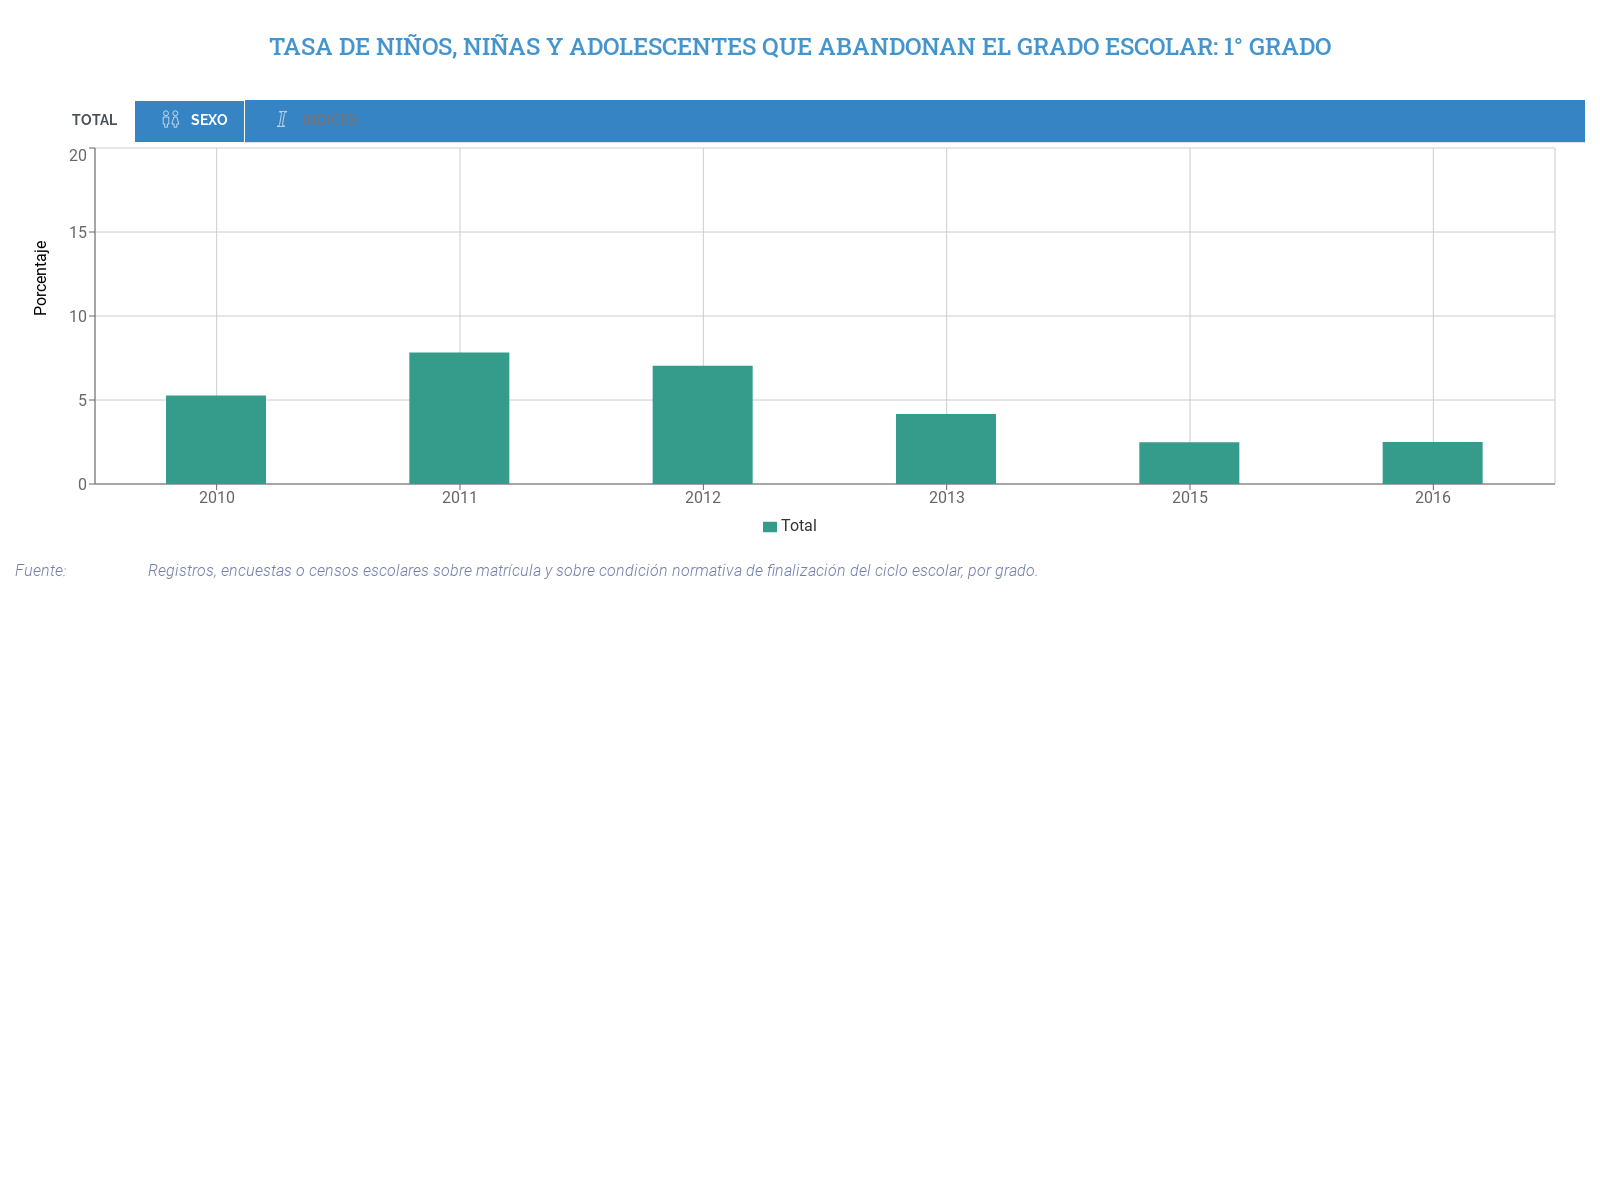 TASA DE NIÑOS, NIÑAS Y ADOLESCENTES QUE ABANDONAN EL GRADO ESCOLAR: 1° GRADO
TOTAL SEXO INDICES
20
15
10
5
0
Porcentaje
2010 2011 2012 2013 2015 2016
Total
Fuente: Registros, encuestas o censos escolares sobre matrícula y sobre condición normativa de finalización del ciclo escolar, por grado.